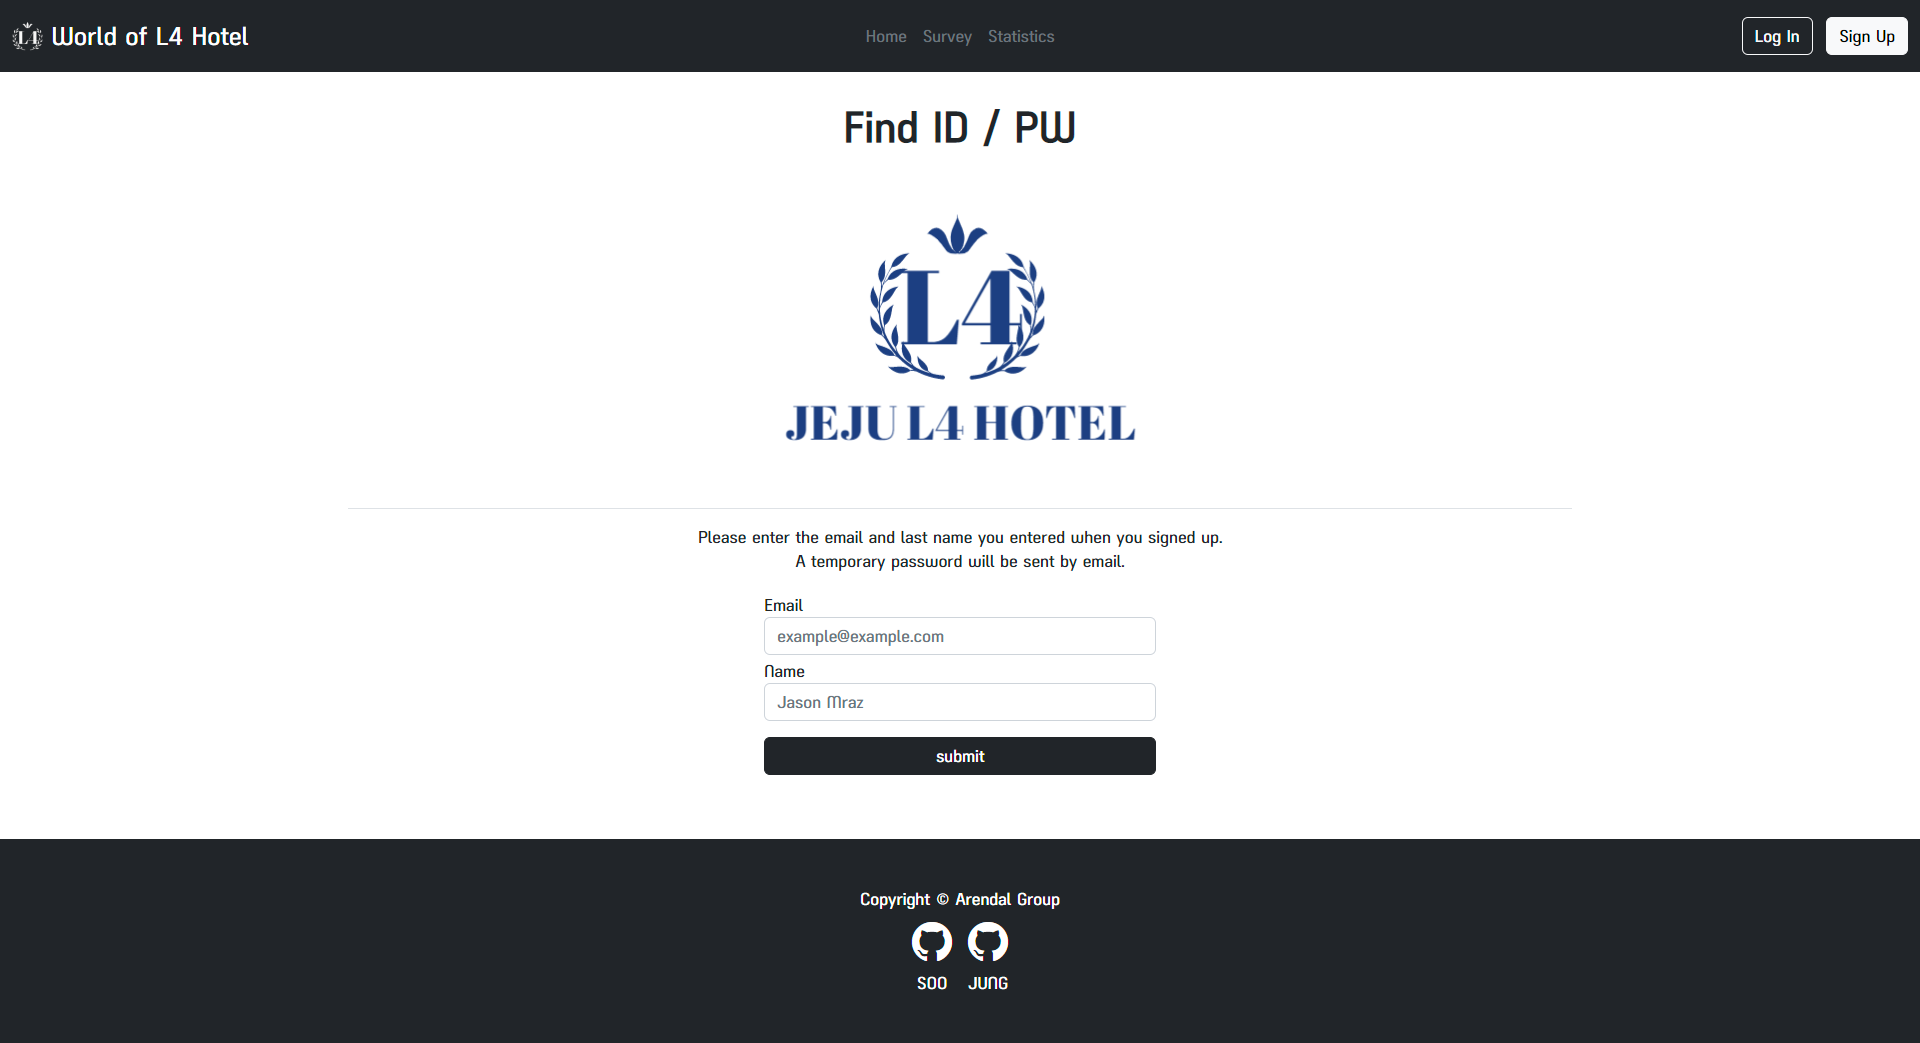 L4 World of L4 Hotel
Home Survey Statistics
Log In Sign Up
Find ID / PW
L4
JEJU L4 HOTEL
Please enter the email and last name you entered when you signed up.
A temporary password will be sent by email.
Email
example@example.com
Name
Jason Mraz
submit
Copyright © Arendal Group
SOO JUNG